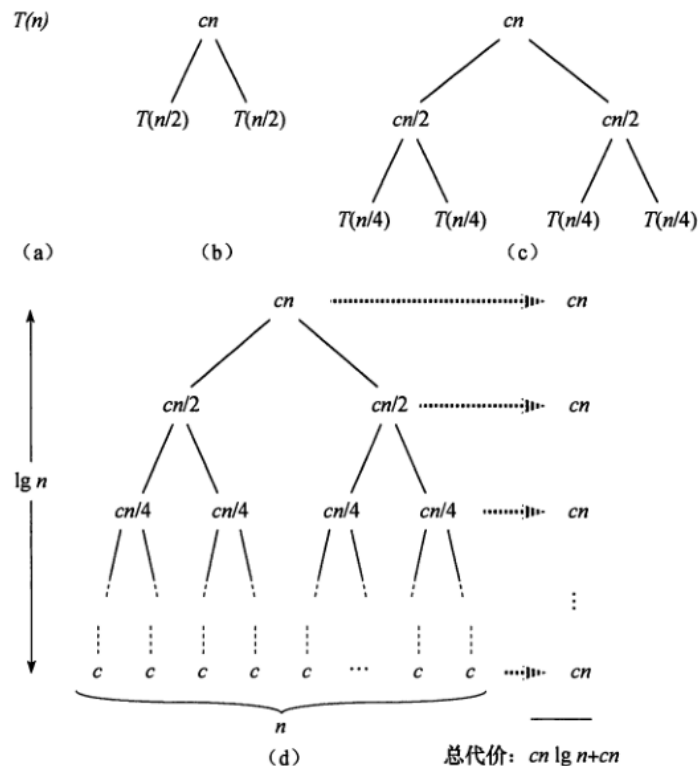 T(n) cn cn
T(n/2) T(n/2) cn/2 cn/2
T(n/4) T(n/4) T(n/4) T(n/4)
（a） （b） （c）
cn cn
cn/2 cn/2 cn
lg n
cn/4 cn/4 cn/4 cn/4 cn
⋮
c c c c c … c c cn
n
（d） 总代价：cn lg n+cn